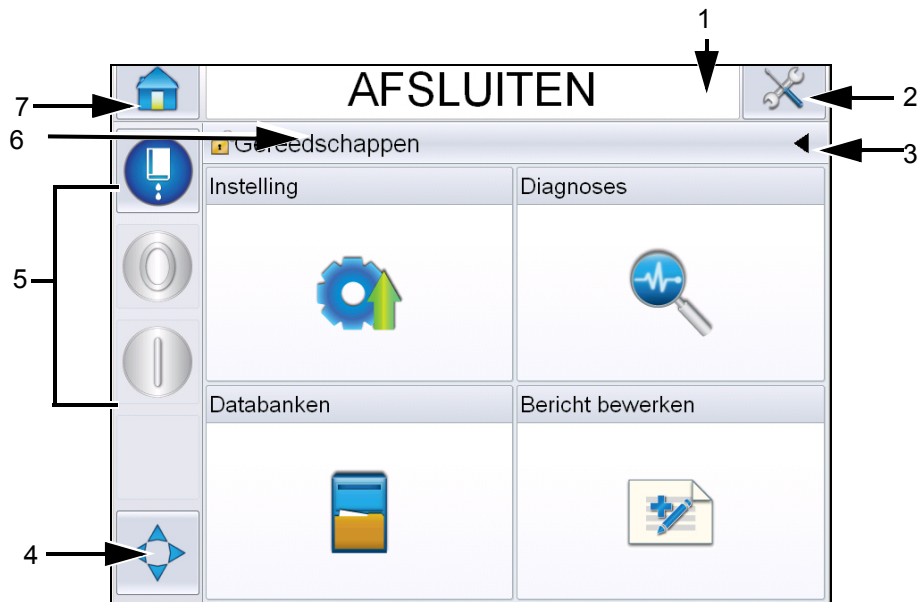 1
AFSLUITEN
2
7
6
Gereedschappen
3
Instelling
Diagnoses
5
Databanken
Bericht bewerken
4